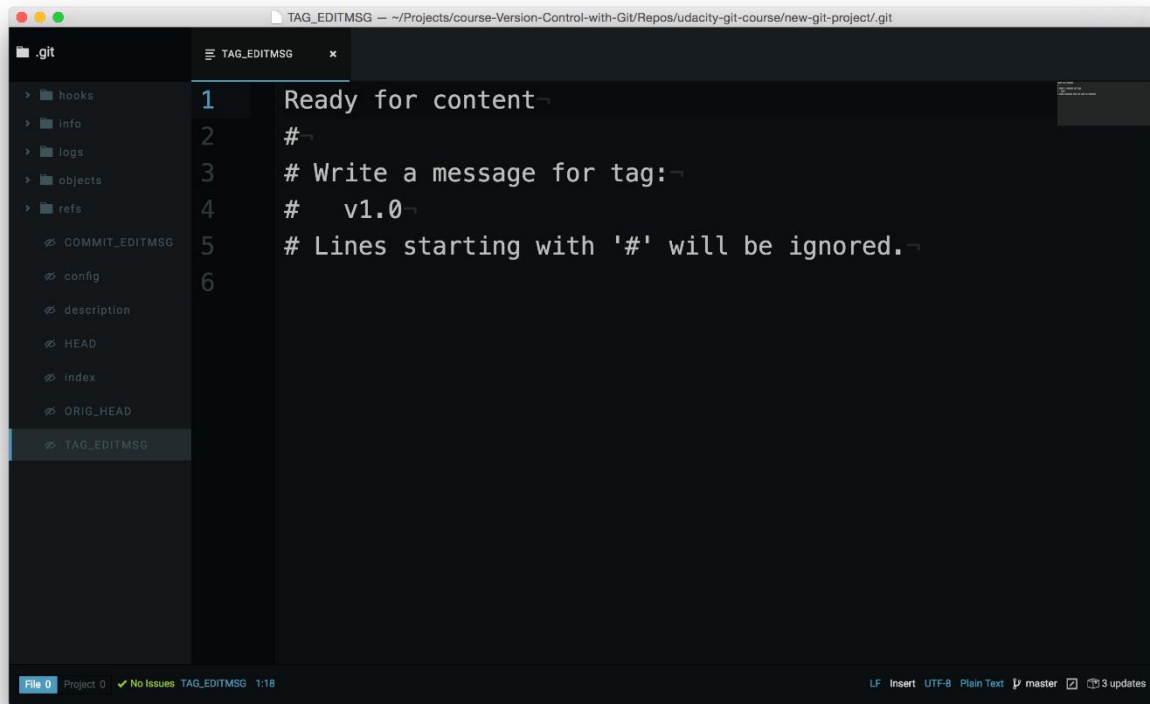 TAG_EDITMSG — ~/Projects/course-Version-Control-with-Git/Repos/udacity-git-course/new-git-project/.git
.git
TAG_EDITMSG
hooks
info
logs
objects
refs
COMMIT_EDITMSG
config
description
HEAD
index
ORIG_HEAD
TAG_EDITMSG
1 Ready for content¬
2 #¬
3 # Write a message for tag:¬
4 #   v1.0¬
5 # Lines starting with '#' will be ignored.¬
6
File 0 Project 0 No Issues TAG_EDITMSG 1:18 LF Insert UTF-8 Plain Text master 3 updates